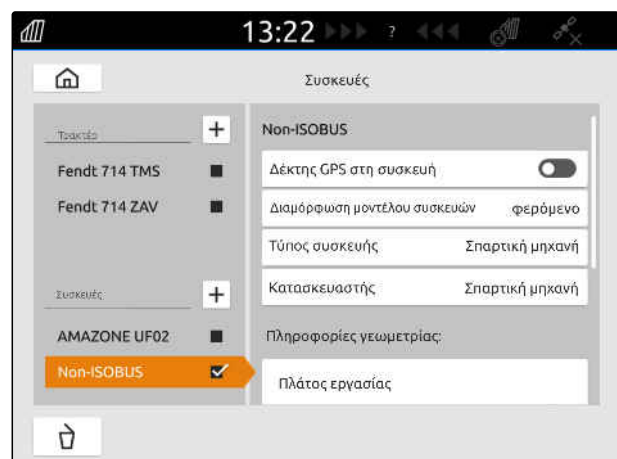 13:22 ?
Συσκευές
Τρακτέρ
Fendt 714 TMS
Fendt 714 ZAV
Συσκευές
AMAZONE UF02
Non-ISOBUS
Non-ISOBUS
Δέκτης GPS στη συσκευή
Διαμόρφωση μοντέλου συσκευών φερόμενο
Τύπος συσκευής Σπαρτική μηχανή
Κατασκευαστής Σπαρτική μηχανή
Πληροφορίες γεωμετρίας:
Πλάτος εργασίας